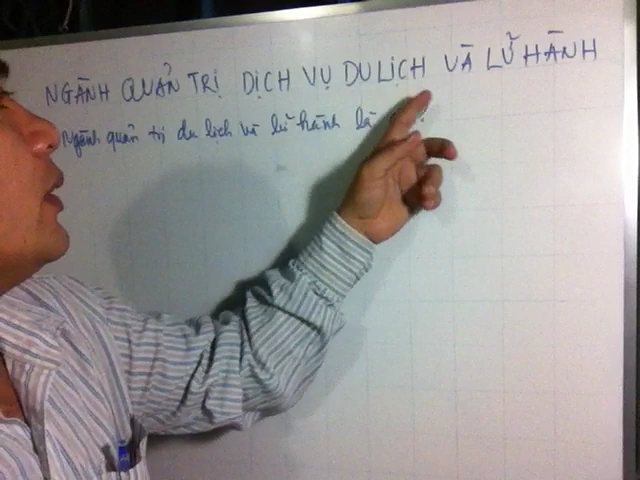 NGÀNH QUẢN TRỊ DỊCH VỤ DU LỊCH VÀ LỮ HÀNH
Ngành quản trị du lịch và lữ hành là